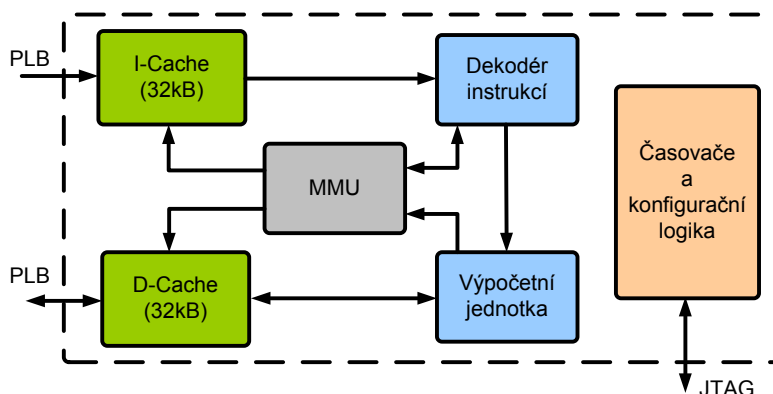 PLB
I-Cache
(32kB)
Dekodér
instrukcí
MMU
Časovače
a
konfigurační
logika
PLB
D-Cache
(32kB)
Výpočetní
jednotka
JTAG